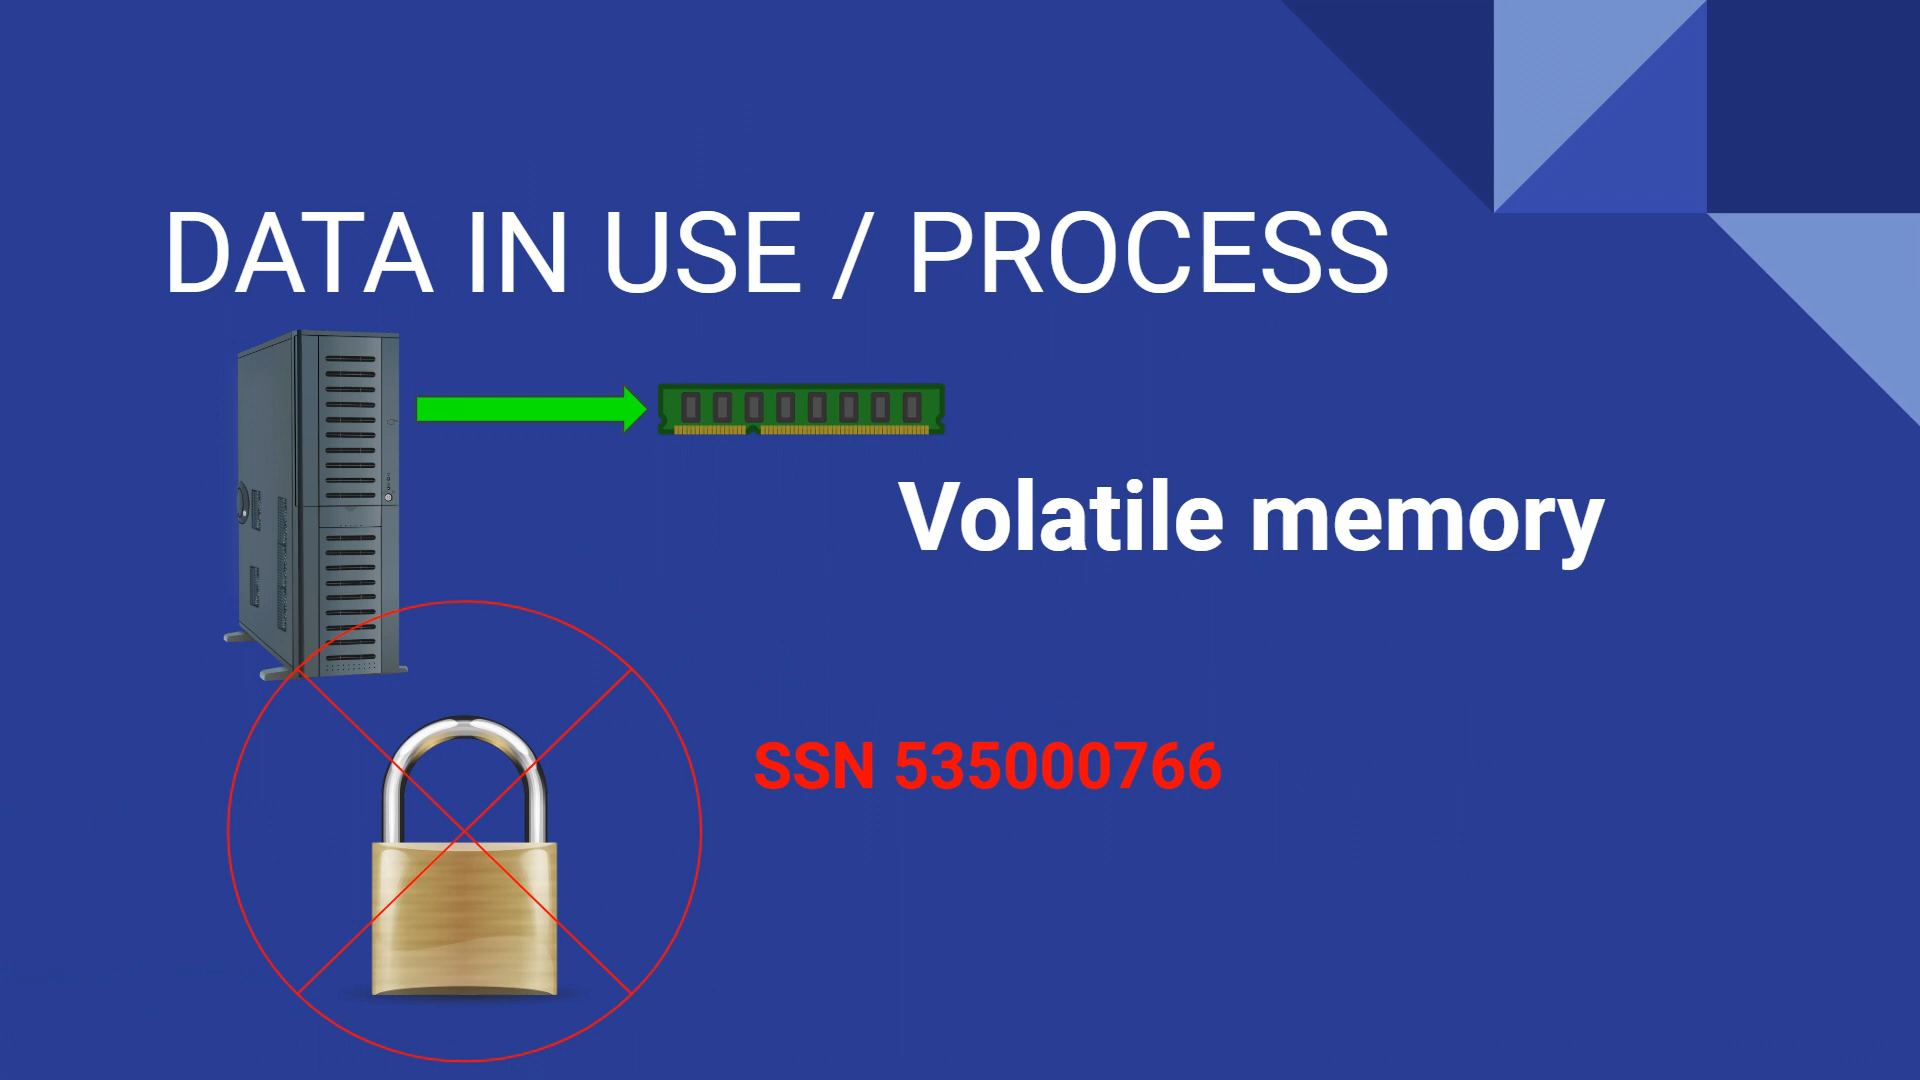 DATA IN USE / PROCESS
Volatile memory
SSN 535000766